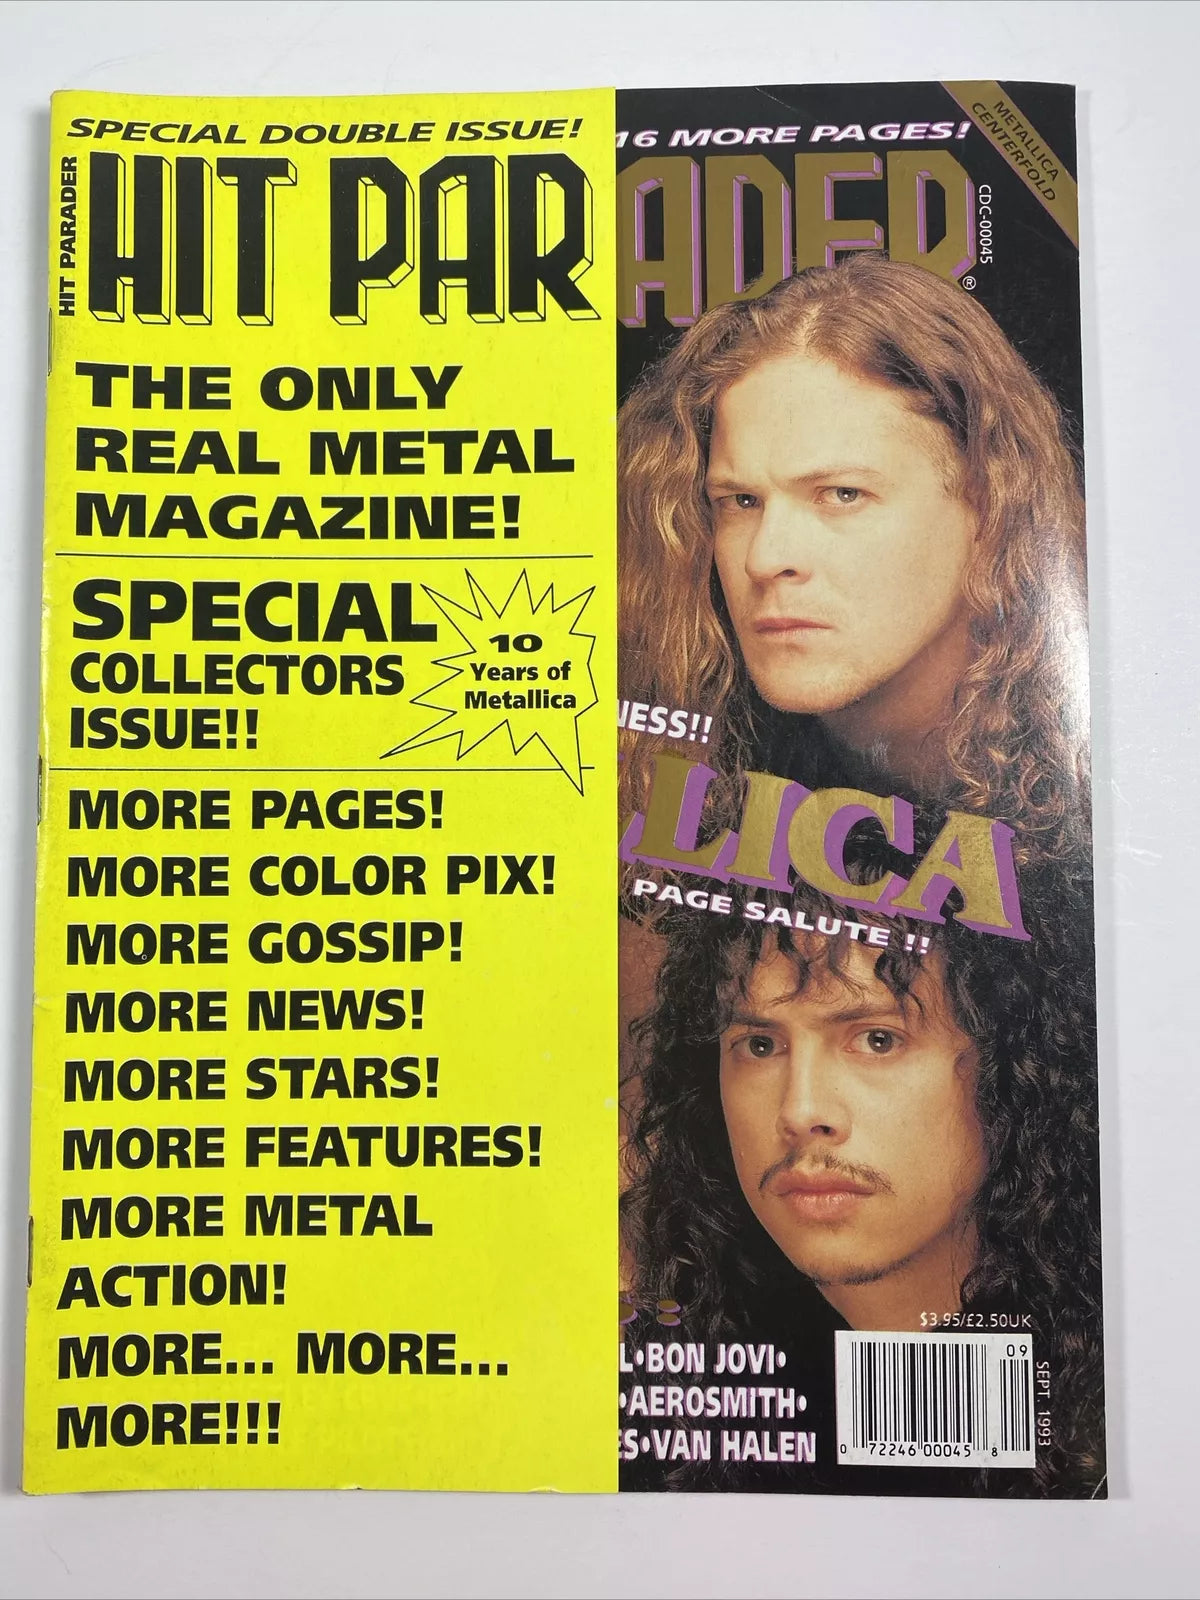 SPECIAL DOUBLE ISSUE!
HIT PARADER
HIT PAR
THE ONLY
REAL METAL
MAGAZINE!
SPECIAL
COLLECTORS
ISSUE!!
10
Years of
Metallica
MORE PAGES!
MORE COLOR PIX!
MORE GOSSIP!
MORE NEWS!
MORE STARS!
MORE FEATURES!
MORE METAL
ACTION!
MORE... MORE...
MORE!!!
16 MORE PAGES!
METALLICA
CENTERFOLD
ADER®
CDC-00045
NESS!!
LLICA
PAGE SALUTE !!
$3.95/£2.50UK
L•BON JOVI•
•AEROSMITH•
ES•VAN HALEN
09
SEPT. 1993
0 72246 00045 8